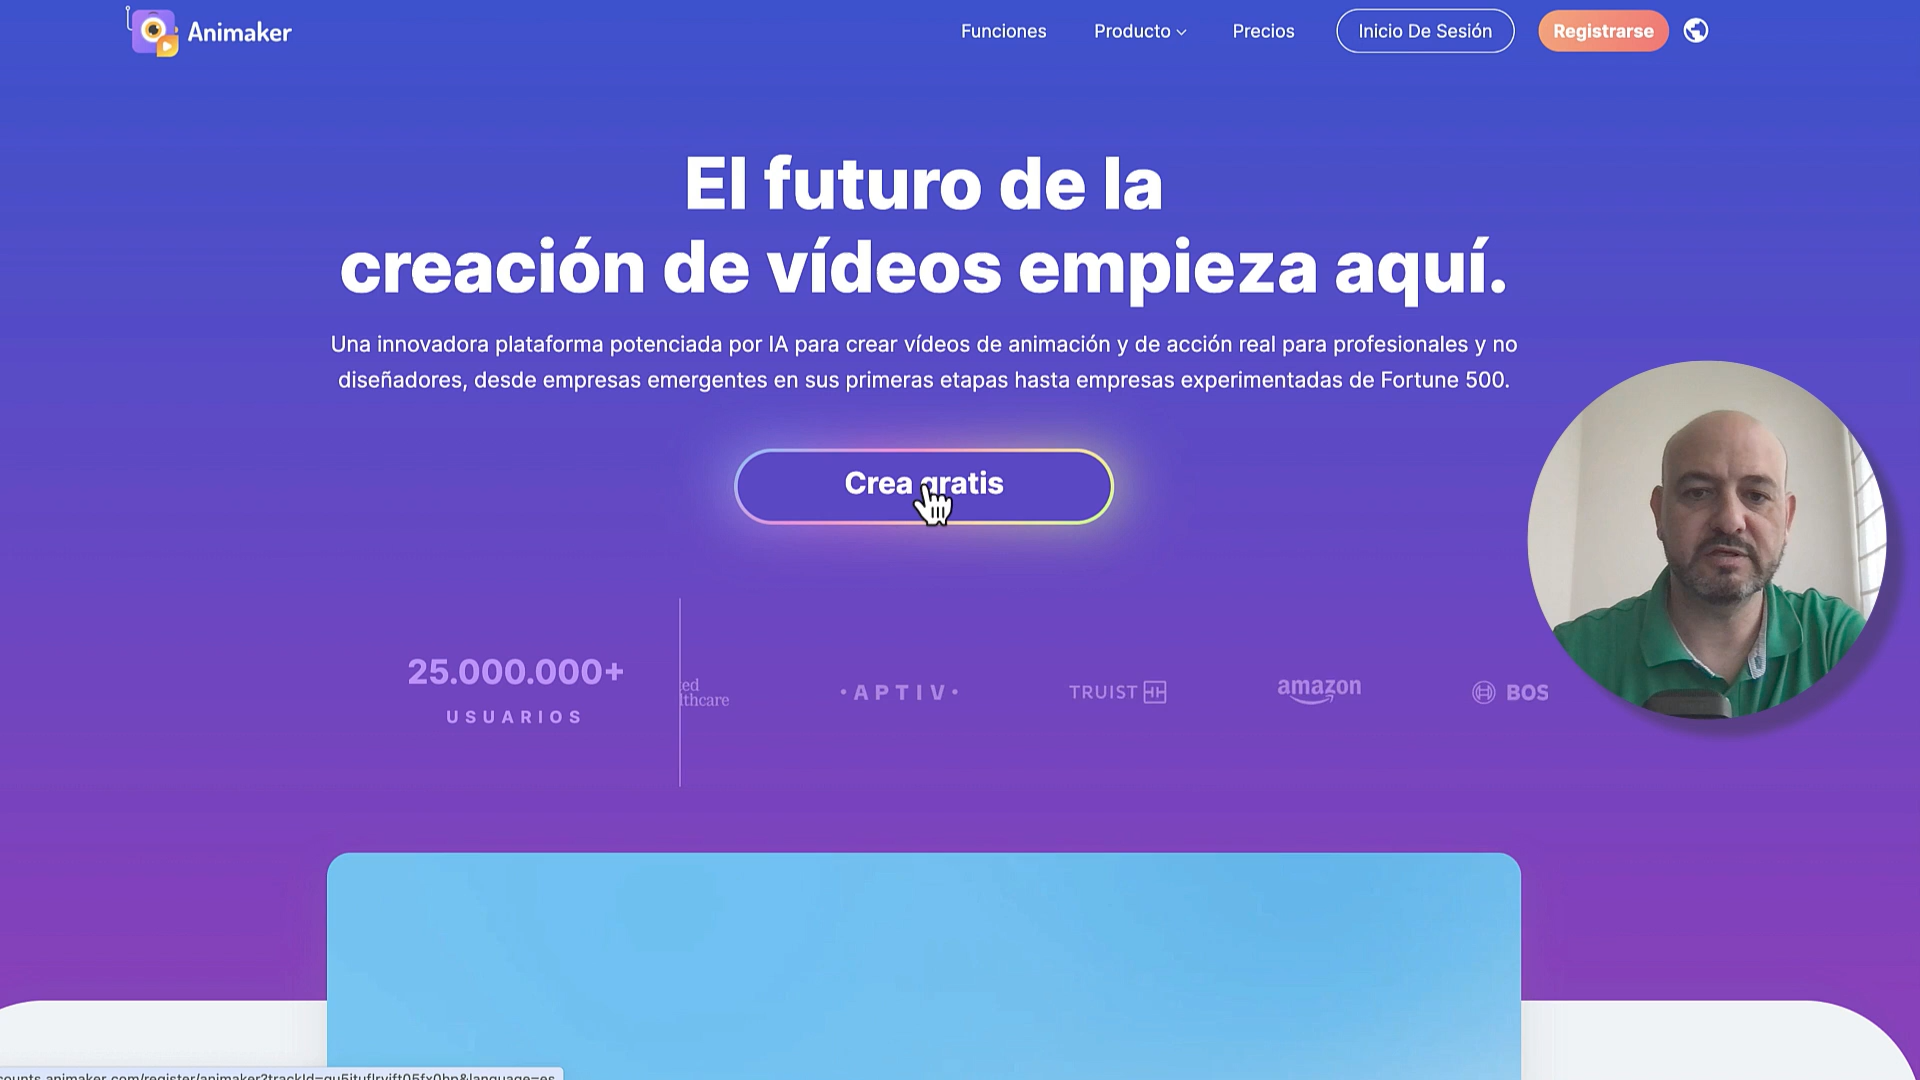 Animaker
Funciones
Producto
Precios
Inicio De Sesión
Registrarse
El futuro de la
creación de vídeos empieza aquí.
Una innovadora plataforma potenciada por IA para crear vídeos de animación y de acción real para profesionales y no
diseñadores, desde empresas emergentes en sus primeras etapas hasta empresas experimentadas de Fortune 500.
Crea gratis
25.000.000+
USUARIOS
ed
lthcare
·APTIV·
TRUIST
amazon
BOS